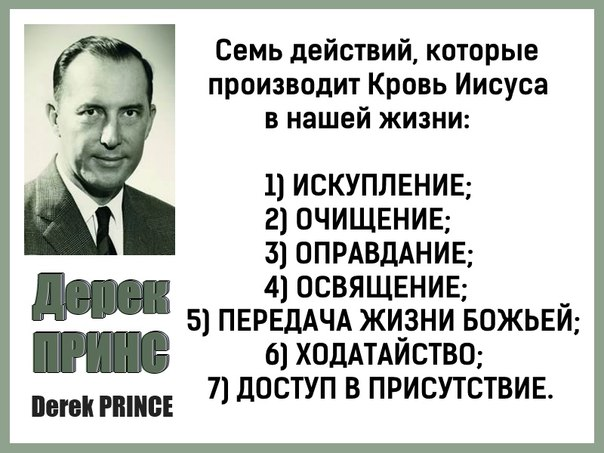 Семь действий, которые
производит Кровь Иисуса
в нашей жизни:
1) ИСКУПЛЕНИЕ;
2) ОЧИЩЕНИЕ;
3) ОПРАВДАНИЕ;
4) ОСВЯЩЕНИЕ;
5) ПЕРЕДАЧА ЖИЗНИ БОЖЬЕЙ;
6) ХОДАТАЙСТВО;
7) ДОСТУП В ПРИСУТСТВИЕ.
Дерек
ПРИНС
Derek PRINCE